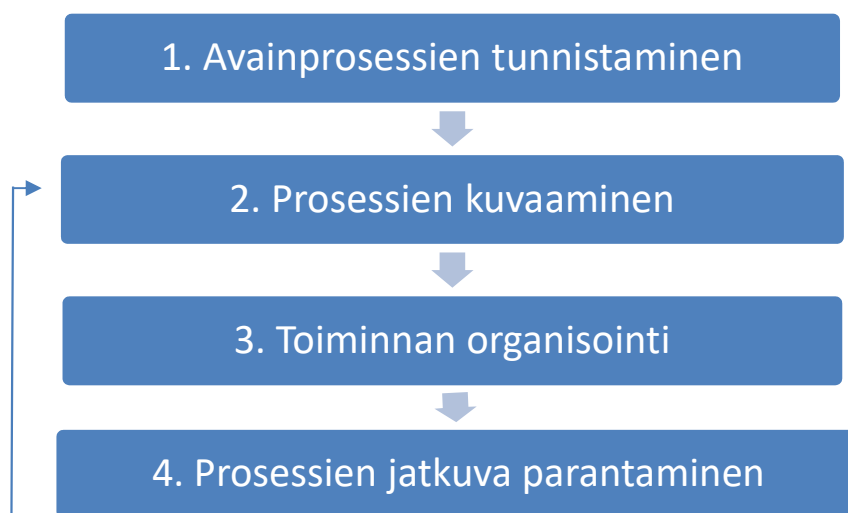 1. Avainprosessien tunnistaminen
2. Prosessien kuvaaminen
3. Toiminnan organisointi
4. Prosessien jatkuva parantaminen